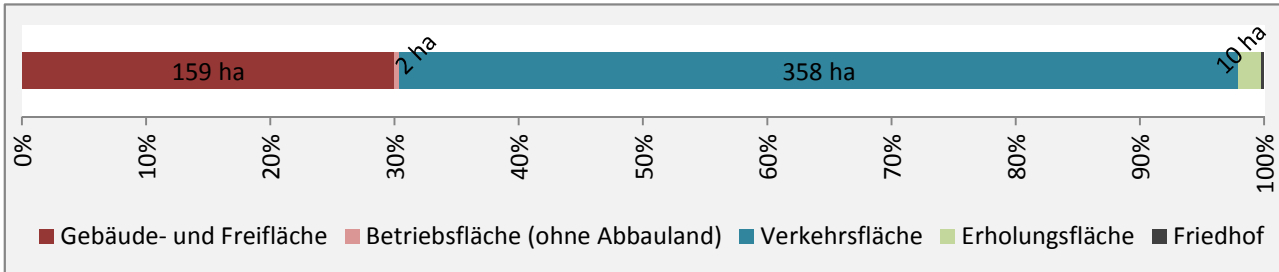 159 ha 2 ha 358 ha 10 ha
0% 10% 20% 30% 40% 50% 60% 70% 80% 90% 100%
Gebäude- und Freifläche Betriebsfläche (ohne Abbauland) Verkehrsfläche Erholungsfläche Friedhof